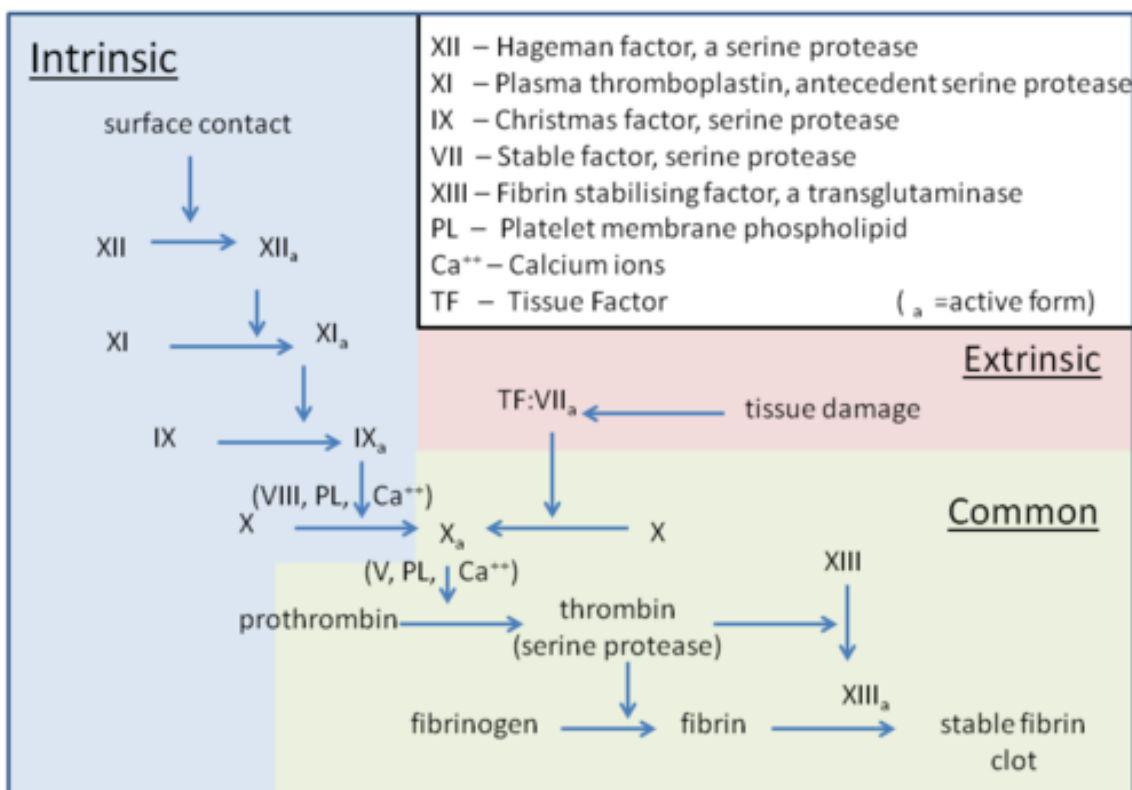 Intrinsic
surface contact
XII
XIIₐ
XI
XIₐ
IX
IXₐ
(VIII, PL, Ca⁺⁺)
X
XII – Hageman factor, a serine protease
XI – Plasma thromboplastin, antecedent serine protease
IX – Christmas factor, serine protease
VII – Stable factor, serine protease
XIII – Fibrin stabilising factor, a transglutaminase
PL – Platelet membrane phospholipid
Ca⁺⁺ – Calcium ions
TF – Tissue Factor ( ₐ =active form)
Extrinsic
TF:VIIₐ
tissue damage
Common
Xₐ
X
(V, PL, Ca⁺⁺)
XIII
prothrombin
thrombin
(serine protease)
XIIIₐ
fibrinogen
fibrin
stable fibrin
clot